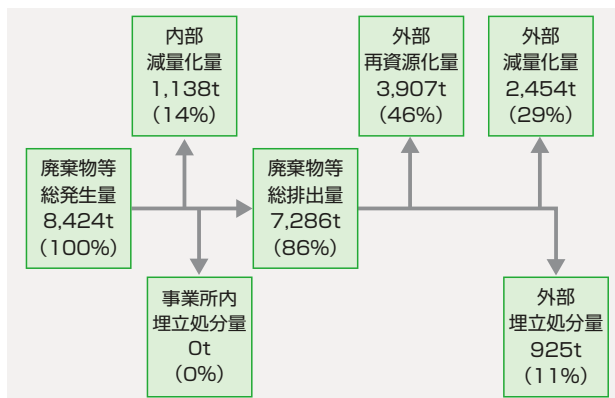 内部
減量化量
1,138t
(14%)
外部
再資源化量
3,907t
(46%)
外部
減量化量
2,454t
(29%)
廃棄物等
総発生量
8,424t
(100%)
廃棄物等
総排出量
7,286t
(86%)
事業所内
埋立処分量
0t
(0%)
外部
埋立処分量
925t
(11%)